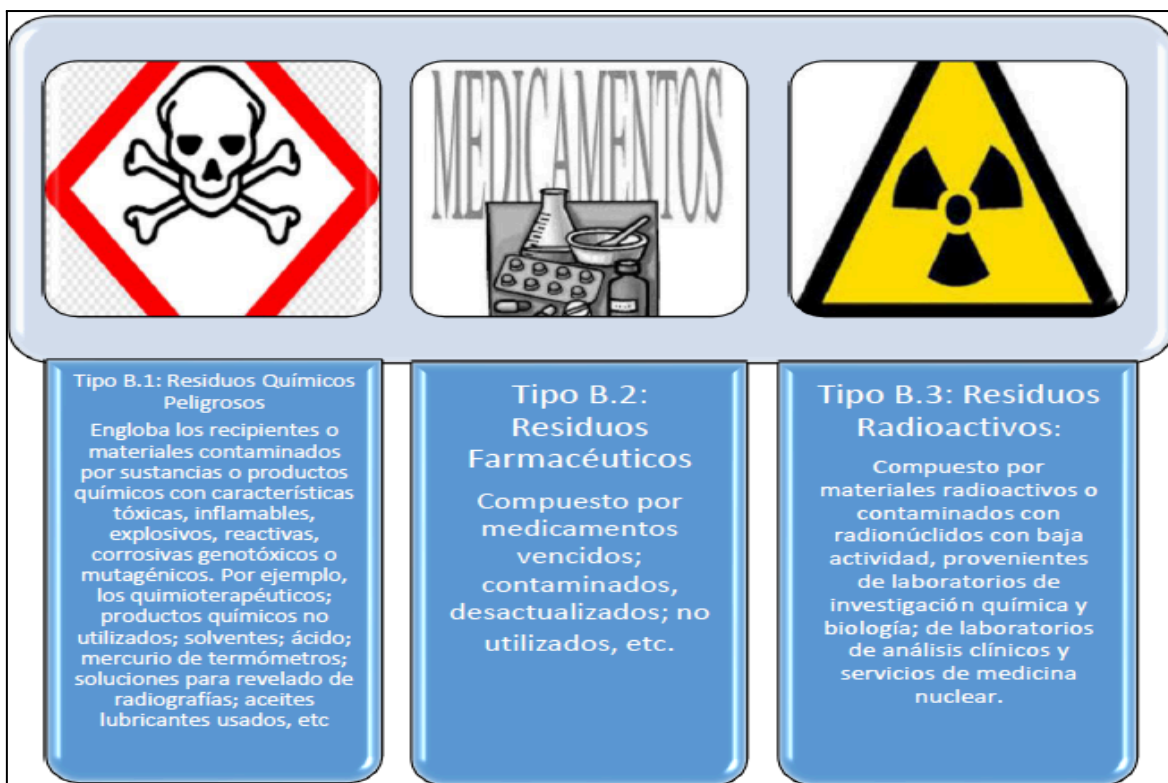 MEDICAMENTOS
Tipo B.1: Residuos Químicos
Peligrosos
Engloba los recipientes o
materiales contaminados
por sustancias o productos
químicos con características
tóxicas, inflamables,
explosivos, reactivas,
corrosivas genotóxicos o
mutagénicos. Por ejemplo,
los quimioterapéuticos;
productos químicos no
utilizados; solventes; ácido;
mercurio de termómetros;
soluciones para revelado de
radiografías; aceites
lubricantes usados, etc
Tipo B.2:
Residuos
Farmacéuticos
Compuesto por
medicamentos
vencidos;
contaminados,
desactualizados; no
utilizados, etc.
Tipo B.3: Residuos
Radioactivos:
Compuesto por
materiales radioactivos o
contaminados con
radionúclidos con baja
actividad, provenientes
de laboratorios de
investigación química y
biología; de laboratorios
de análisis clínicos y
servicios de medicina
nuclear.